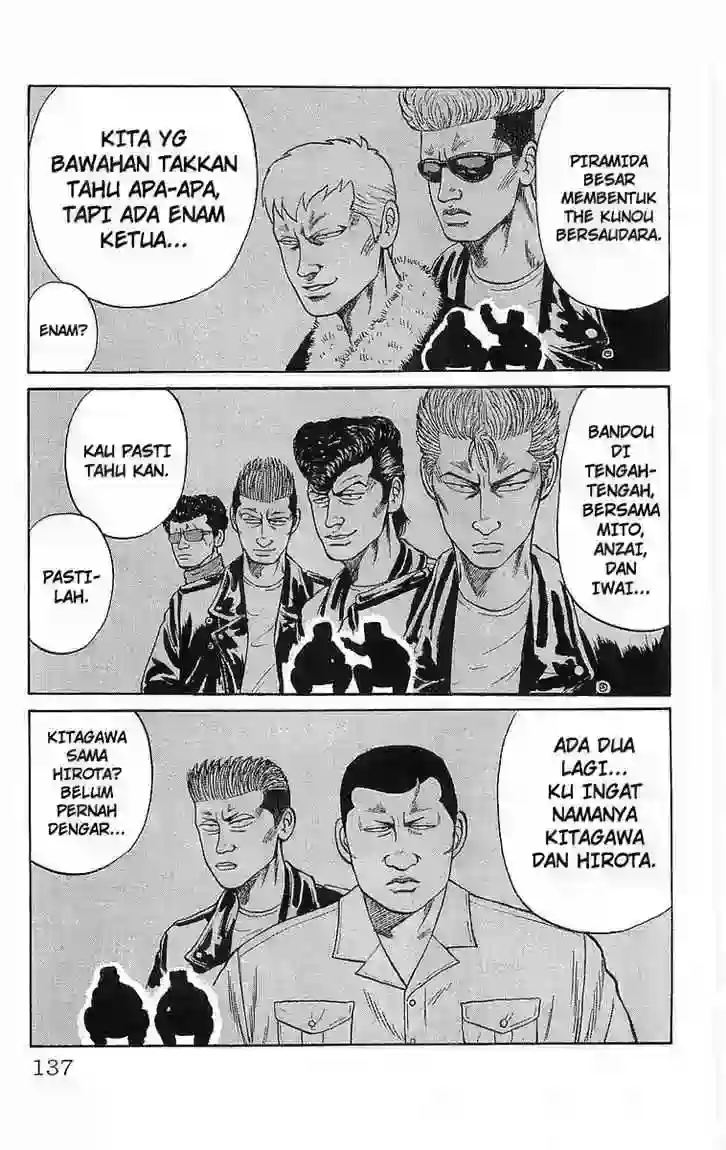 PIRAMIDA
BESAR
MEMBENTUK
THE KUNOU
BERSAUDARA.
KITA YG
BAWAHAN TAKKAN
TAHU APA-APA,
TAPI ADA ENAM
KETUA...
ENAM?
BANDOU
DI
TENGAH-
TENGAH,
BERSAMA
MITO,
ANZAI,
DAN
IWAI...
KAU PASTI
TAHU KAN.
PASTI-
LAH.
ADA DUA
LAGI...
KU INGAT
NAMANYA
KITAGAWA
DAN HIROTA.
KITAGAWA
SAMA
HIROTA?
BELUM
PERNAH
DENGAR...
137